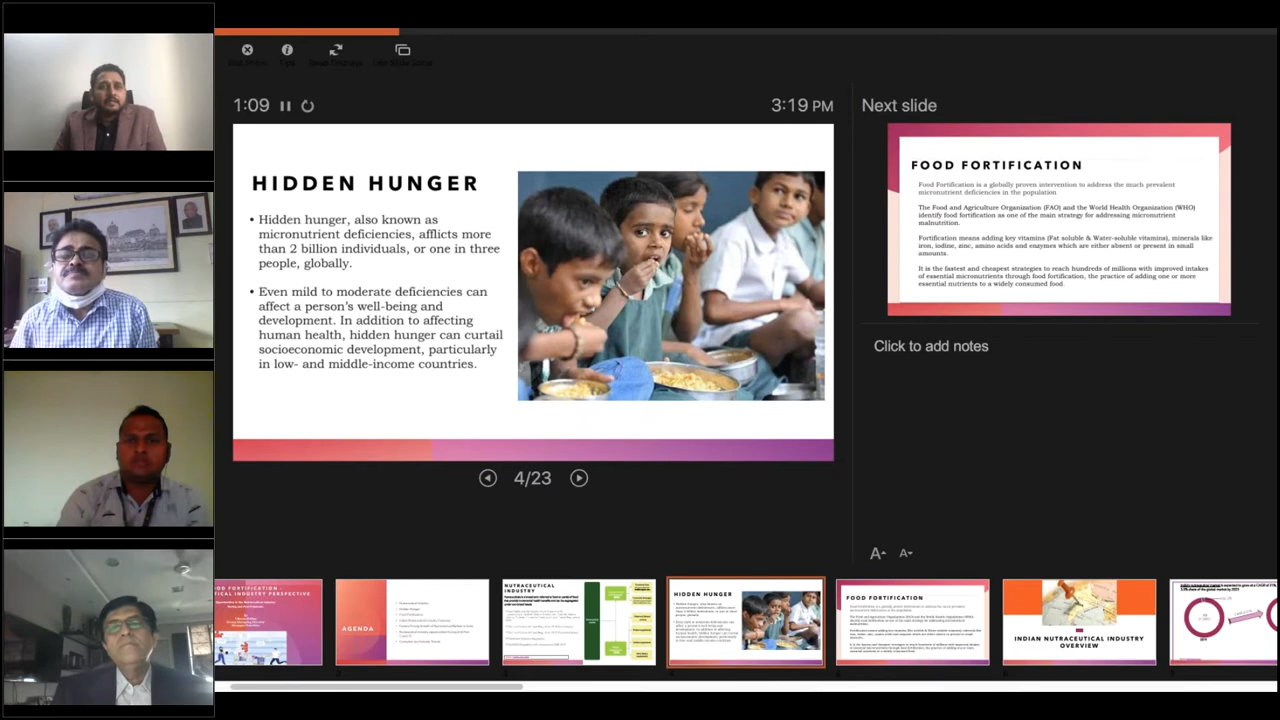 1:09
3:19 PM
Next slide
HIDDEN HUNGER
• Hidden hunger, also known as
micronutrient deficiencies, afflicts more
than 2 billion individuals, or one in three
people, globally.
• Even mild to moderate deficiencies can
affect a person's well-being and
development. In addition to affecting
human health, hidden hunger can curtail
socioeconomic development, particularly
in low- and middle-income countries.
4/23
FOOD FORTIFICATION
Food Fortification is a globally proven intervention to address the much prevalent
micronutrient deficiencies in the population
The Food and Agriculture Organization (FAO) and the World Health Organization (WHO)
identify food fortification as one of the main strategy for addressing micronutrient
malnutrition.
Fortification means adding key vitamins (Fat soluble & Water-soluble vitamins), minerals like
iron, iodine, zinc, amino acids and enzymes which are either absent or present in small
amounts.
It is the fastest and cheapest strategies to reach hundreds of millions with improved intakes
of essential micronutrients through food fortification, the practice of adding one or more
essential nutrients to a widely consumed food.
Click to add notes
A A
AGENDA
NUTRACEUTICAL
INDUSTRY
HIDDEN HUNGER
FOOD FORTIFICATION
INDIAN NUTRACEUTICAL INDUSTRY
OVERVIEW